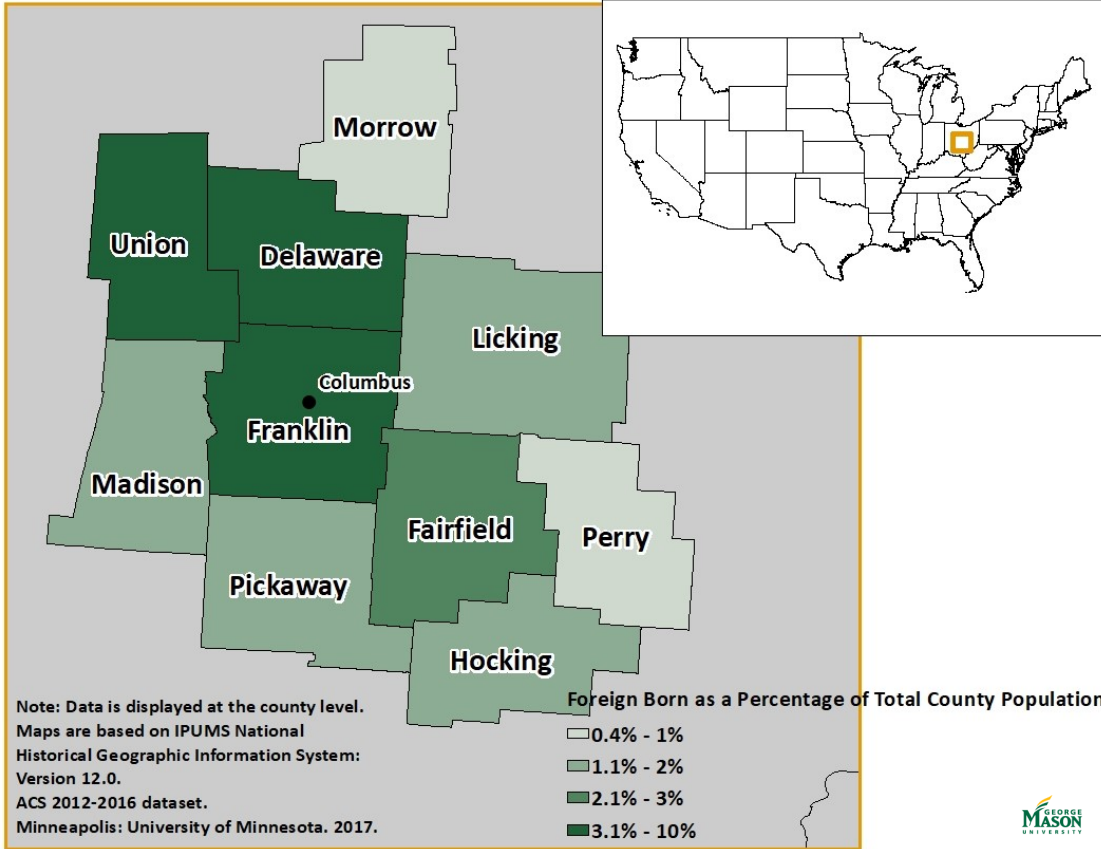 Morrow
Union
Delaware
Licking
Columbus
Franklin
Madison
Fairfield
Perry
Pickaway
Hocking
Note: Data is displayed at the county level.
Maps are based on IPUMS National
Historical Geographic Information System:
Version 12.0.
ACS 2012-2016 dataset.
Minneapolis: University of Minnesota. 2017.
Foreign Born as a Percentage of Total County Population
0.4% - 1%
1.1% - 2%
2.1% - 3%
3.1% - 10%
GEORGE
MASON
UNIVERSITY